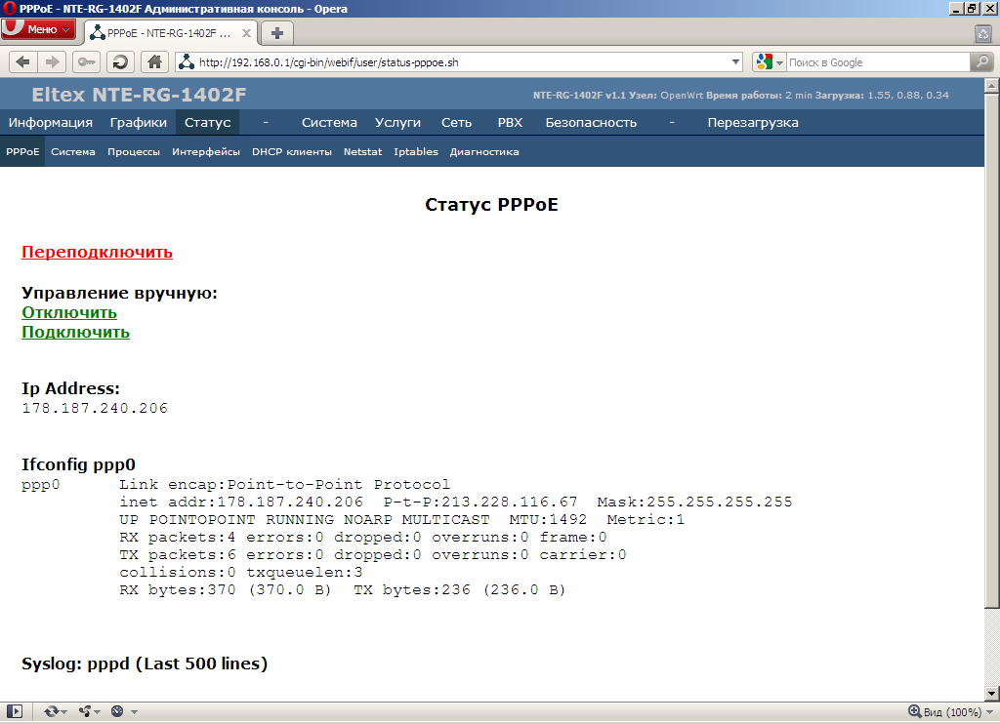 PPPoE - NTE-RG-1402F Административная консоль - Opera
Меню
PPPoE - NTE-RG-1402F ...
http://192.168.0.1/cgi-bin/webif/user/status-pppoe.sh
Поиск в Google
Eltex NTE-RG-1402F
NTE-RG-1402F v1.1 Узел: OpenWrt Время работы: 2 min Загрузка: 1.55, 0.88, 0.34
Информация Графики Статус - Система Услуги Сеть PBX Безопасность - Перезагрузка
PPPoE Система Процессы Интерфейсы DHCP клиенты Netstat Iptables Диагностика
Статус PPPoE
Переподключить
Управление вручную:
Отключить
Подключить
Ip Address:
178.187.240.206
Ifconfig ppp0
ppp0 Link encap:Point-to-Point Protocol
inet addr:178.187.240.206 P-t-P:213.228.116.67 Mask:255.255.255.255
UP POINTOPOINT RUNNING NOARP MULTICAST MTU:1492 Metric:1
RX packets:4 errors:0 dropped:0 overruns:0 frame:0
TX packets:6 errors:0 dropped:0 overruns:0 carrier:0
collisions:0 txqueuelen:3
RX bytes:370 (370.0 B) TX bytes:236 (236.0 B)
Syslog: pppd (Last 500 lines)
Вид (100%)